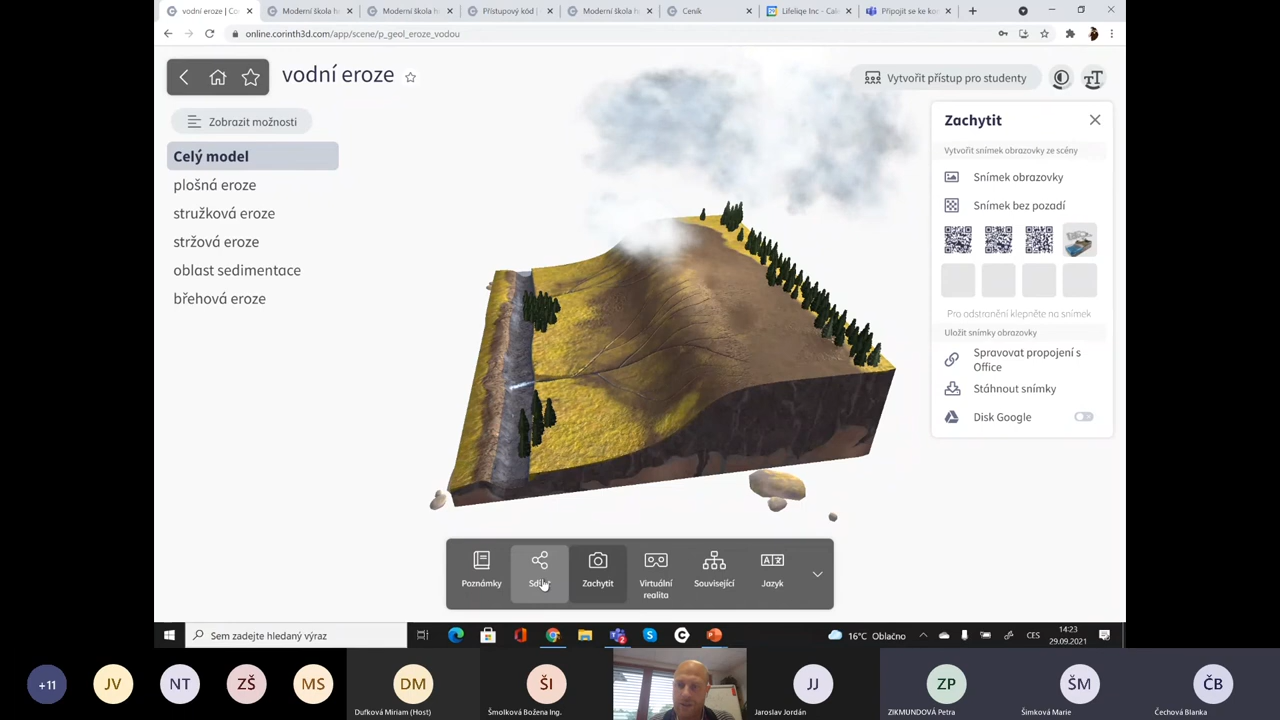 vodní eroze | Co
Moderní škola h
Moderní škola h
Přístupový kód |
Moderní škola h
Ceník
Lifeliqe Inc - Cal
Připojit se ke ko
online.corinth3d.com/app/scene/p_geol_eroze_vodou
vodní eroze
Vytvořit přístup pro studenty
TT
Zobrazit možnosti
Celý model
plošná eroze
stružková eroze
stržová eroze
oblast sedimentace
břehová eroze
Zachytit
Vytvořit snímek obrazovky ze scény
Snímek obrazovky
Snímek bez pozadí
Pro odstranění klepněte na snímek
Uložit snímky obrazovky
Spravovat propojení s
Office
Stáhnout snímky
Disk Google
Poznámky
Zachytit
Virtuální
realita
Související
Jazyk
Sem zadejte hledaný výraz
16°C Oblačno
CES
14:23
29.09.2021
+11
JV
NT
ZŠ
MS
DM
Dufková Miriam (Host)
ŠI
Šmolková Božena Ing.
JJ
Jaroslav Jordán
ZP
ZIKMUNDOVÁ Petra
ŠM
Šimková Marie
ČB
Čechová Blanka